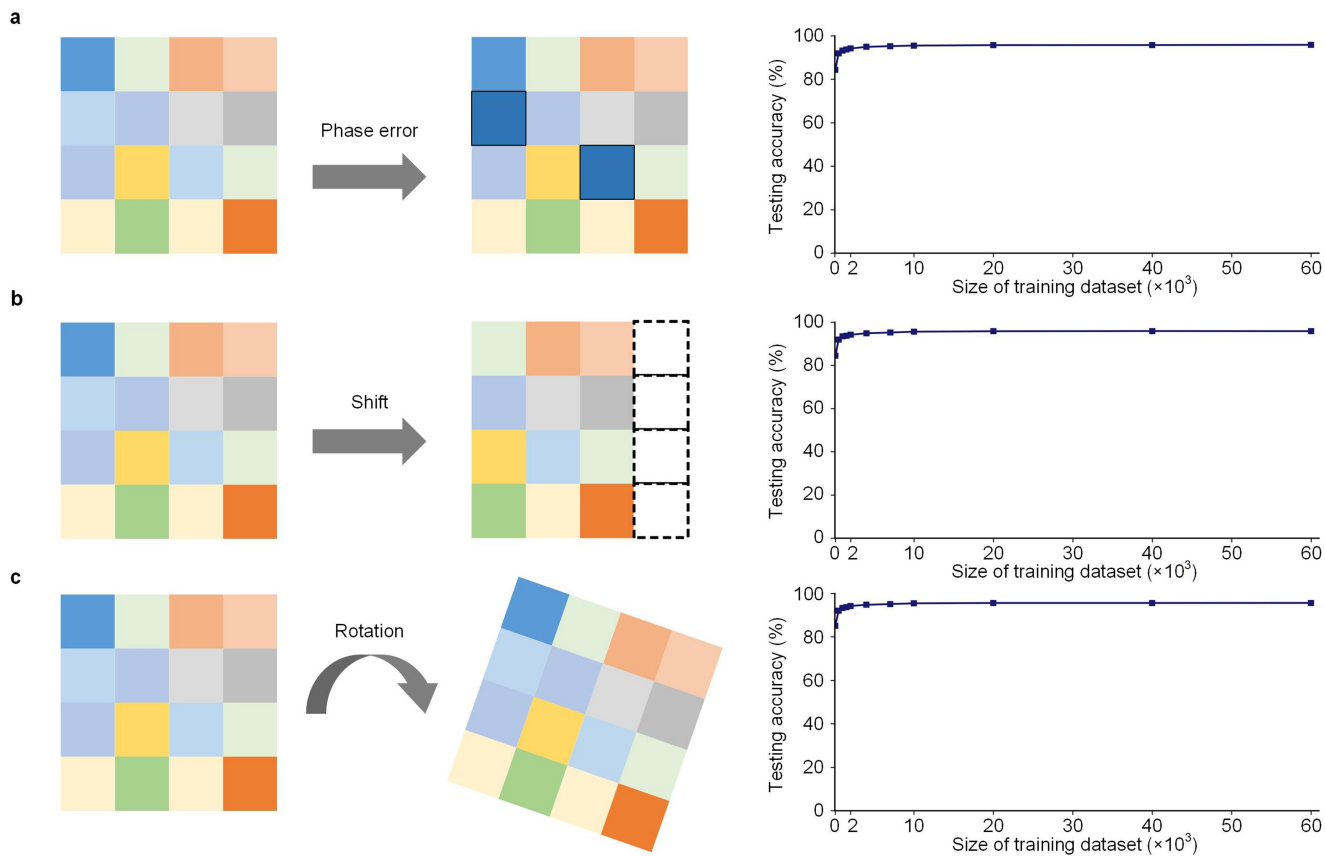 a
Phase error
Testing accuracy (%)
100
80
60
40
20
0
0 2 10 20 30 40 50 60
Size of training dataset (×10³)
b
Shift
Testing accuracy (%)
100
80
60
40
20
0
0 2 10 20 30 40 50 60
Size of training dataset (×10³)
c
Rotation
Testing accuracy (%)
100
80
60
40
20
0
0 2 10 20 30 40 50 60
Size of training dataset (×10³)